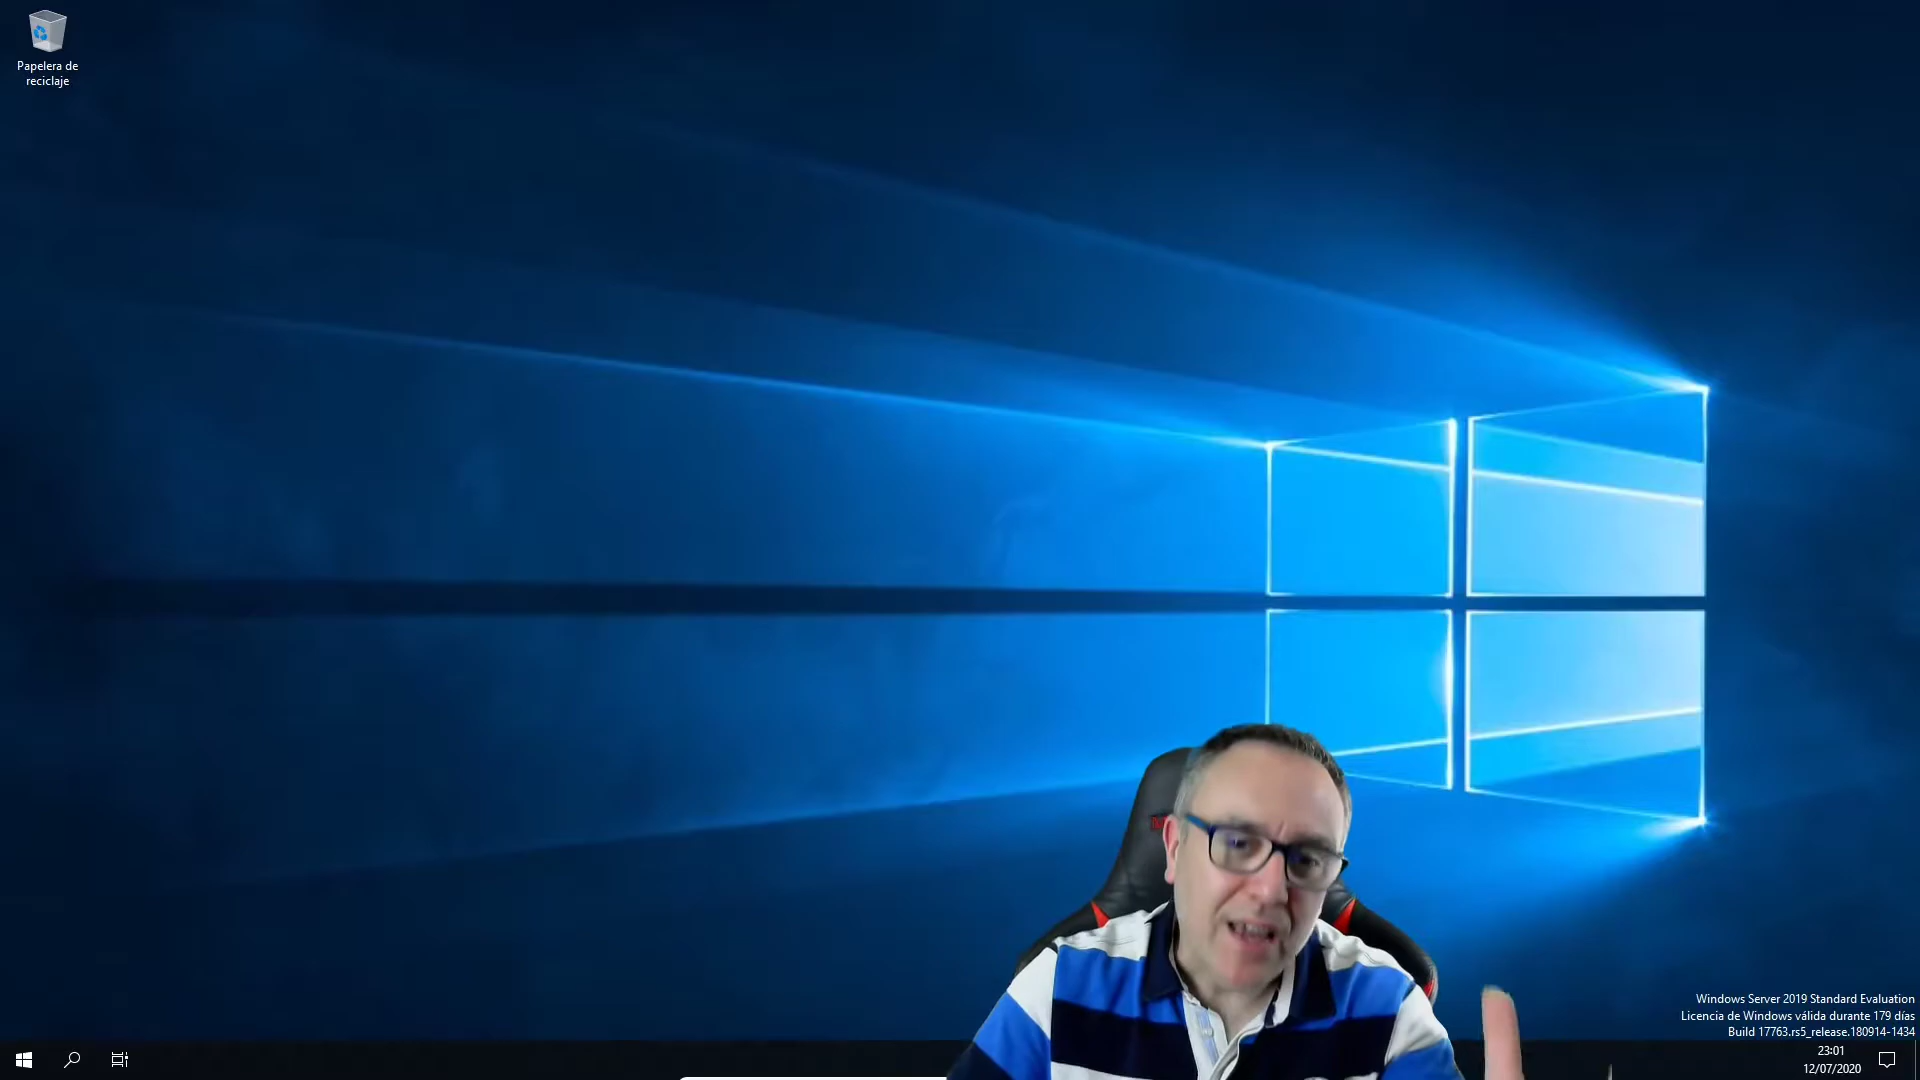 Papelera de
reciclaje
Windows Server 2019 Standard Evaluation
Licencia de Windows válida durante 179 días
Build 17763.rs5_release.180914-1434
23:01
12/07/2020